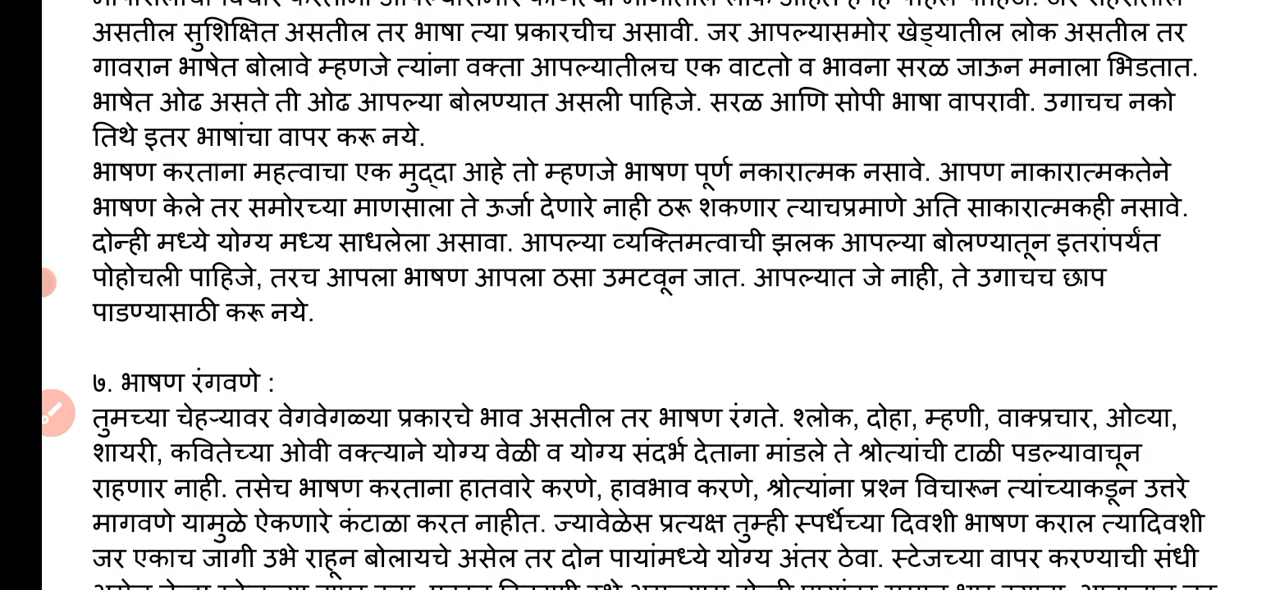 असतील सुशिक्षित असतील तर भाषा त्या प्रकारचीच असावी. जर आपल्यासमोर खेड्यातील लोक असतील तर
गावरान भाषेत बोलावे म्हणजे त्यांना वक्ता आपल्यातीलच एक वाटतो व भावना सरळ जाऊन मनाला भिडतात.
भाषेत ओढ असते ती ओढ आपल्या बोलण्यात असली पाहिजे. सरळ आणि सोपी भाषा वापरावी. उगाचच नको
तिथे इतर भाषांचा वापर करू नये.
भाषण करताना महत्वाचा एक मुद्दा आहे तो म्हणजे भाषण पूर्ण नकारात्मक नसावे. आपण नाकारात्मकतेने
भाषण केले तर समोरच्या माणसाला ते ऊर्जा देणारे नाही ठरू शकणार त्याचप्रमाणे अति साकारात्मकही नसावे.
दोन्ही मध्ये योग्य मध्य साधलेला असावा. आपल्या व्यक्तिमत्वाची झलक आपल्या बोलण्यातून इतरांपर्यंत
पोहोचली पाहिजे, तरच आपला भाषण आपला ठसा उमटवून जात. आपल्यात जे नाही, ते उगाचच छाप
पाडण्यासाठी करू नये.
७. भाषण रंगवणे :
तुमच्या चेहऱ्यावर वेगवेगळ्या प्रकारचे भाव असतील तर भाषण रंगते. श्लोक, दोहा, म्हणी, वाक्प्रचार, ओव्या,
शायरी, कवितेच्या ओवी वक्त्याने योग्य वेळी व योग्य संदर्भ देताना मांडले ते श्रोत्यांची टाळी पडल्यावाचून
राहणार नाही. तसेच भाषण करताना हातवारे करणे, हावभाव करणे, श्रोत्यांना प्रश्न विचारून त्यांच्याकडून उत्तरे
मागवणे यामुळे ऐकणारे कंटाळा करत नाहीत. ज्यावेळेस प्रत्यक्ष तुम्ही स्पर्धेच्या दिवशी भाषण कराल त्यादिवशी
जर एकाच जागी उभे राहून बोलायचे असेल तर दोन पायांमध्ये योग्य अंतर ठेवा. स्टेजच्या वापर करण्याची संधी